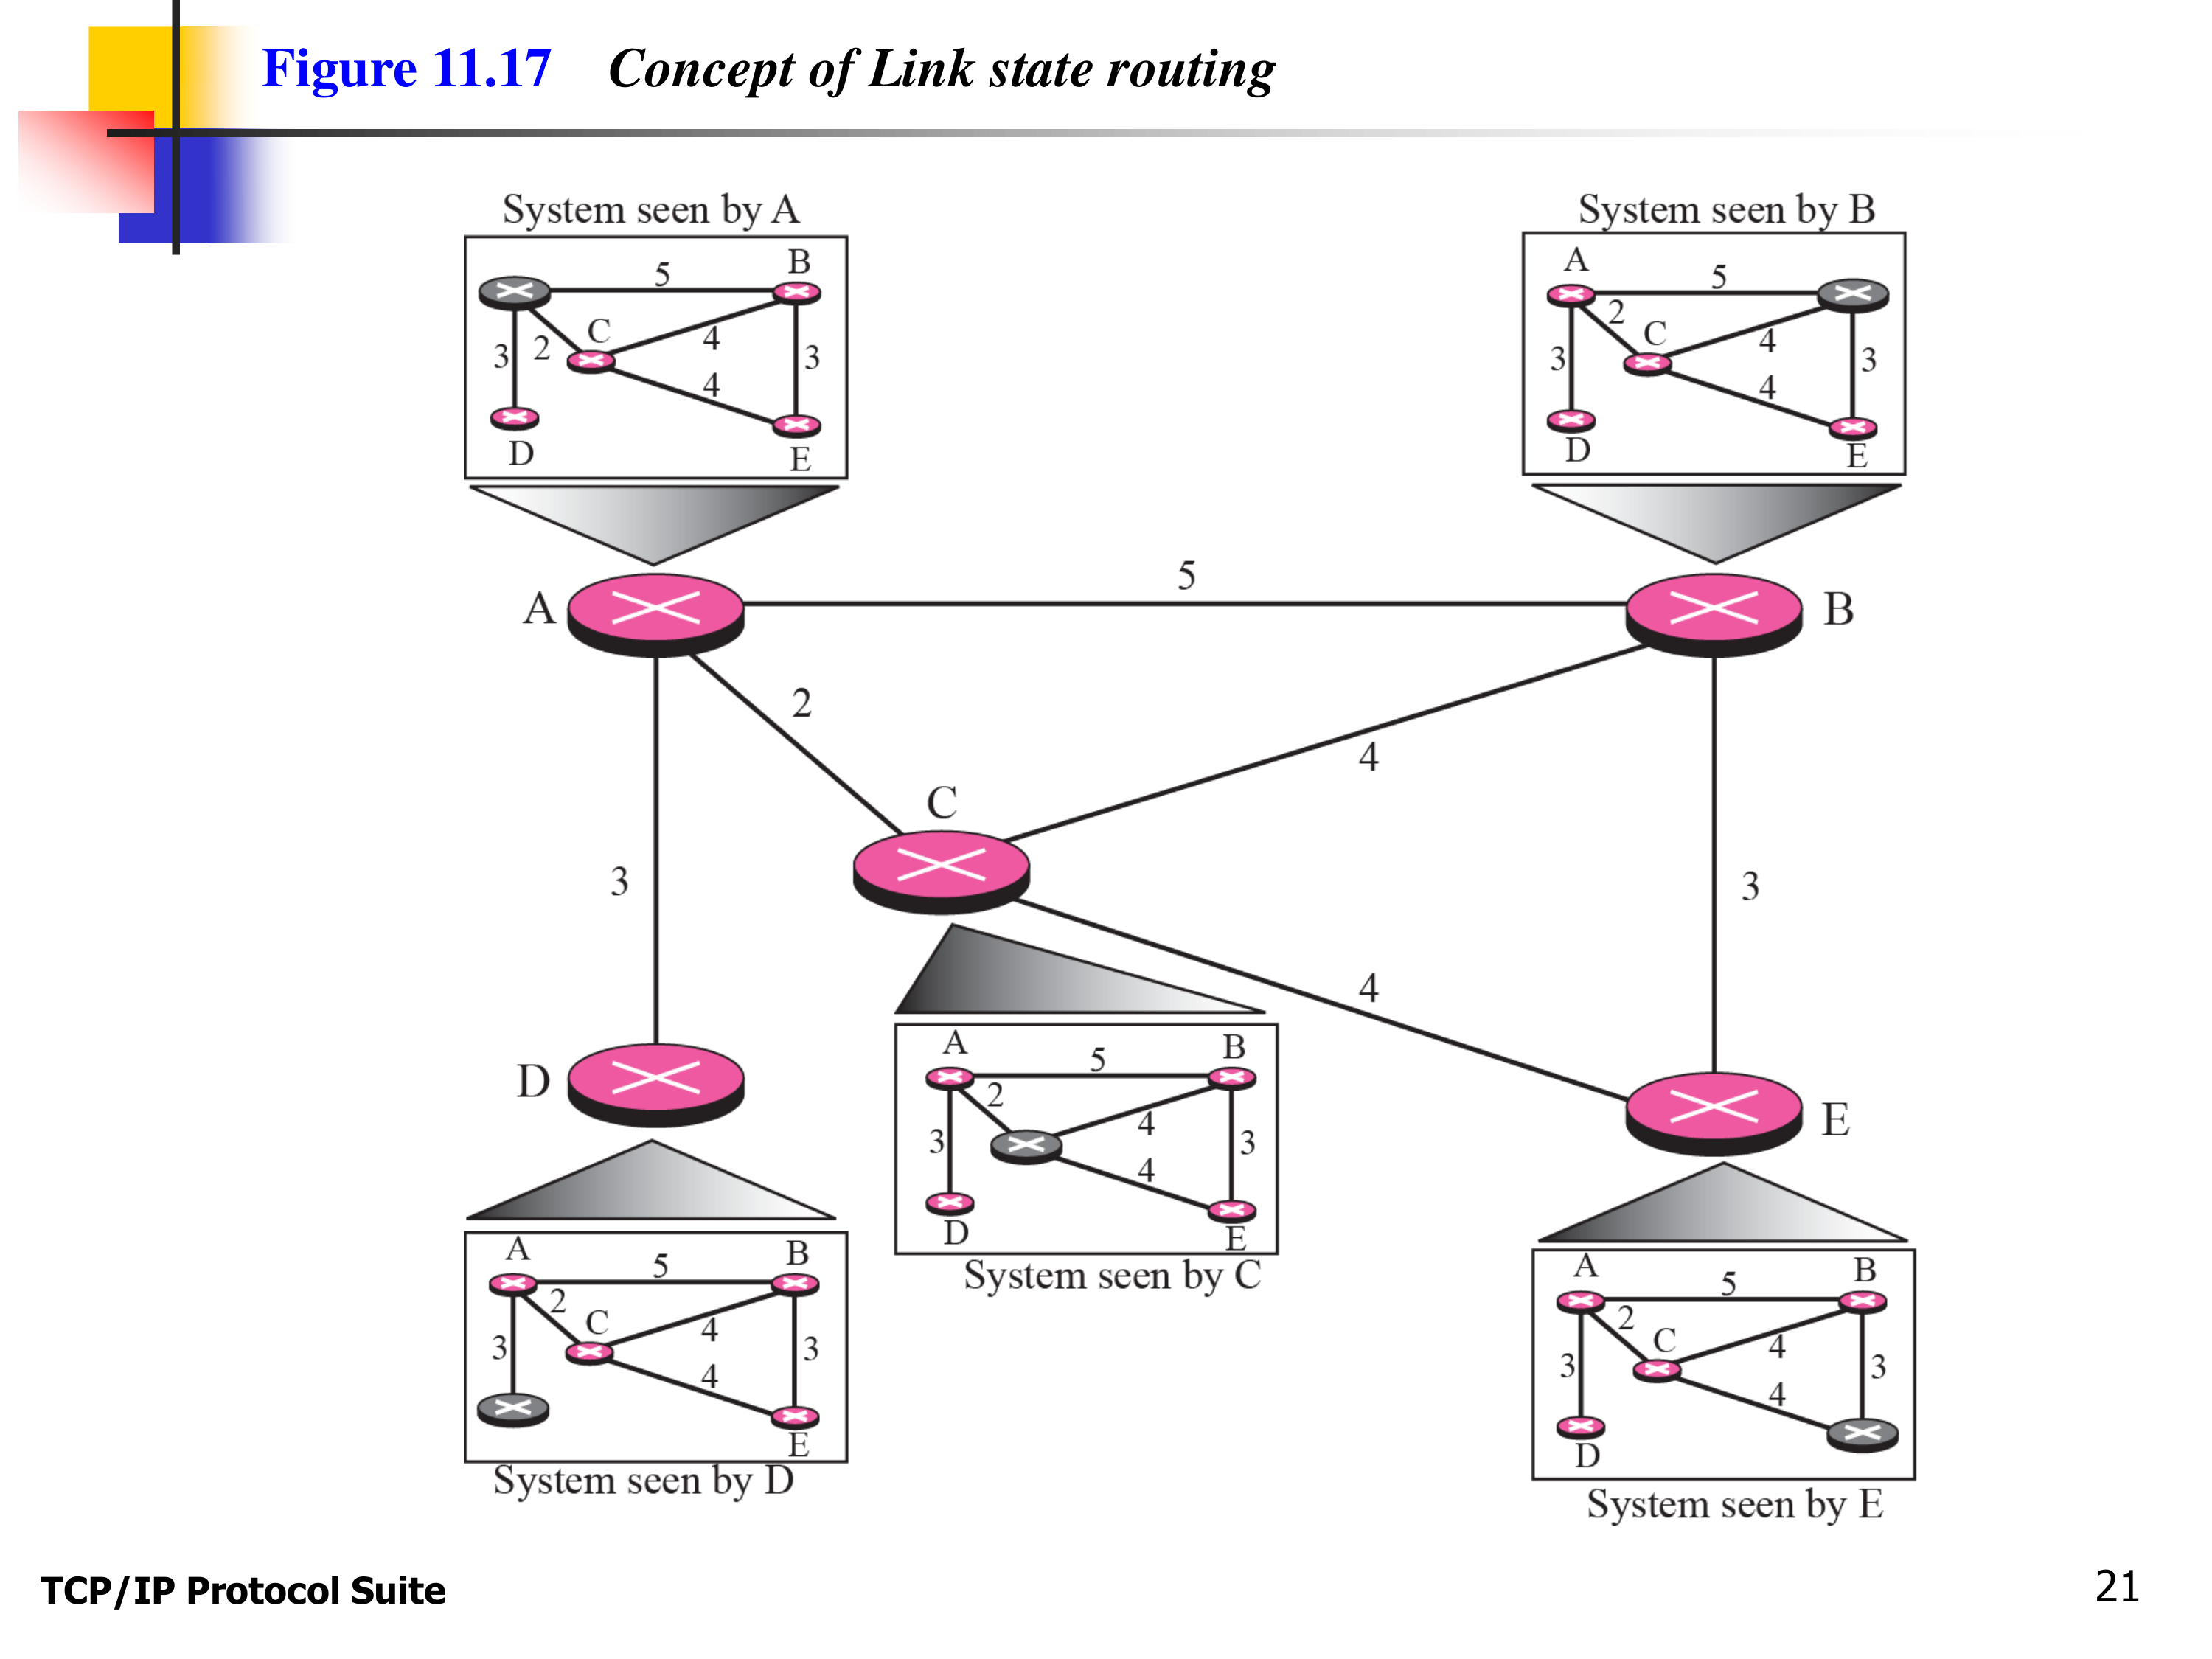 Figure 11.17 Concept of Link state routing
System seen by A
5
B
C
3
2
4
3
4
D
E
System seen by B
A
5
2
C
3
4
3
4
D
E
A
5
B
2
4
C
3
3
4
D
E
A
5
B
2
3
4
3
4
D
E
System seen by C
A
5
B
2
C
3
4
3
4
E
System seen by D
A
5
B
2
C
3
4
3
4
D
System seen by E
TCP/IP Protocol Suite
21